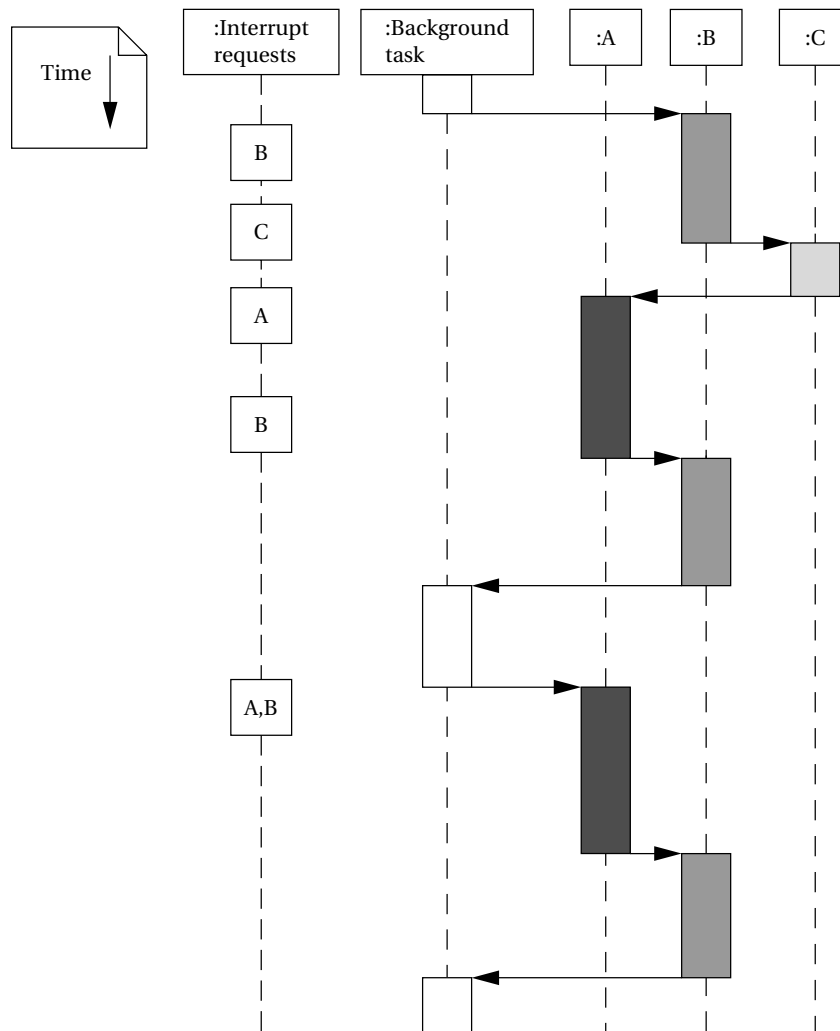 Time
:Interrupt
requests
:Background
task
:A
:B
:C
B
C
A
B
A,B